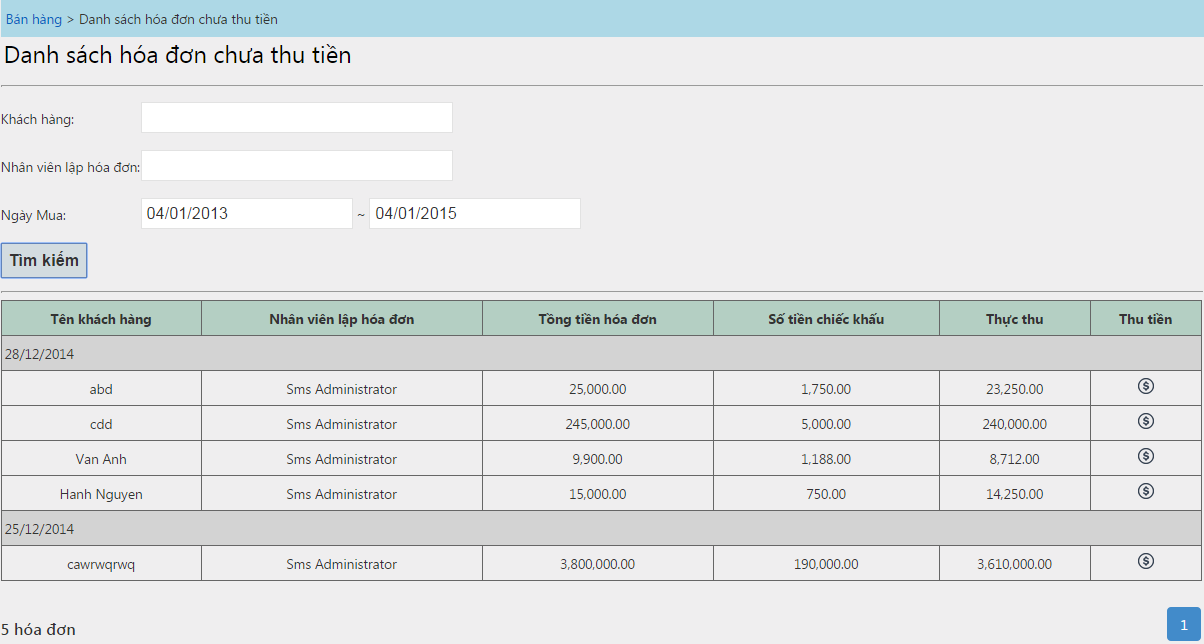 Bán hàng > Danh sách hóa đơn chưa thu tiền
Danh sách hóa đơn chưa thu tiền
Khách hàng:
Nhân viên lập hóa đơn:
Ngày Mua: 04/01/2013 ~ 04/01/2015
Tìm kiếm
Tên khách hàng Nhân viên lập hóa đơn Tồng tiền hóa đơn Số tiền chiếc khấu Thực thu Thu tiền
28/12/2014
abd Sms Administrator 25,000.00 1,750.00 23,250.00 $
cdd Sms Administrator 245,000.00 5,000.00 240,000.00 $
Van Anh Sms Administrator 9,900.00 1,188.00 8,712.00 $
Hanh Nguyen Sms Administrator 15,000.00 750.00 14,250.00 $
25/12/2014
cawrwqrwq Sms Administrator 3,800,000.00 190,000.00 3,610,000.00 $
5 hóa đơn 1